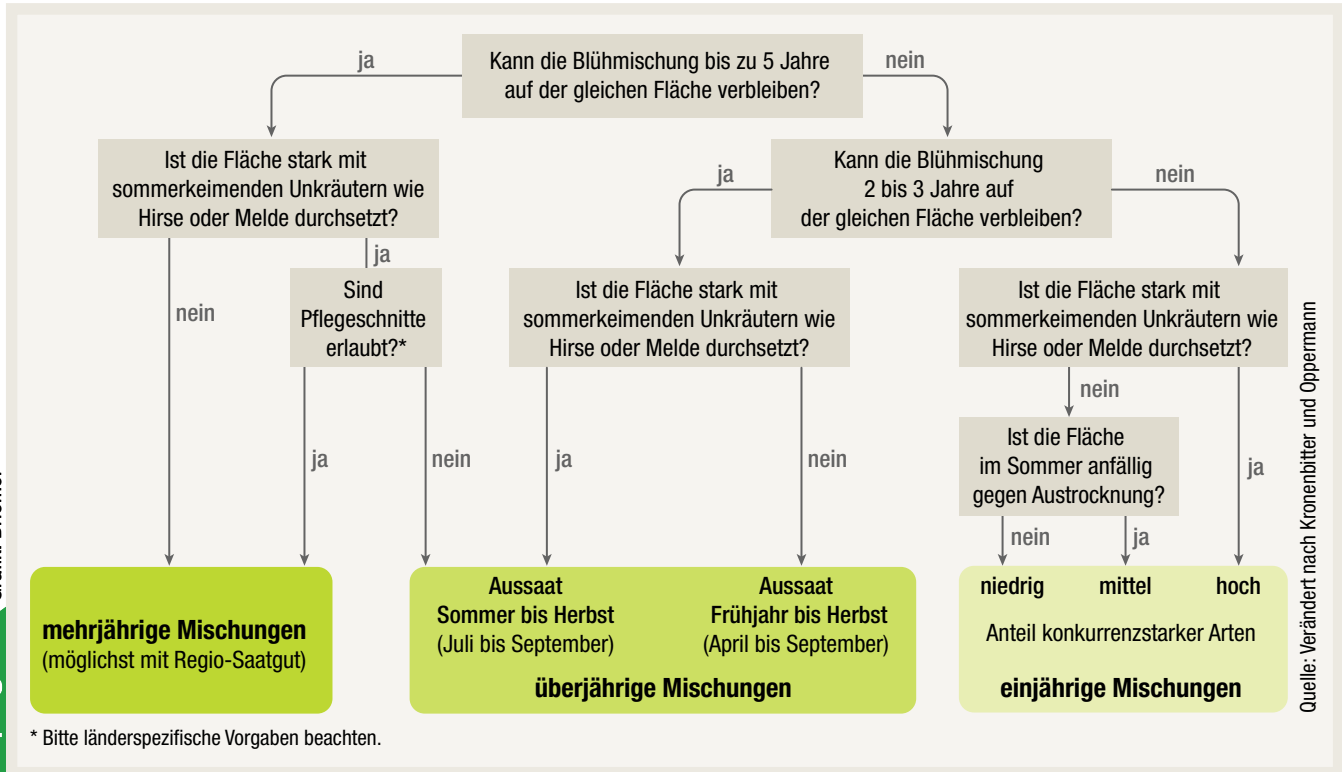 Kann die Blühmischung bis zu 5 Jahre
auf der gleichen Fläche verbleiben?
ja
nein
Ist die Fläche stark mit
sommerkeimenden Unkräutern wie
Hirse oder Melde durchsetzt?
Kann die Blühmischung
2 bis 3 Jahre auf
der gleichen Fläche verbleiben?
ja
nein
nein
ja
Sind
Pflegeschnitte
erlaubt?*
Ist die Fläche stark mit
sommerkeimenden Unkräutern wie
Hirse oder Melde durchsetzt?
Ist die Fläche stark mit
sommerkeimenden Unkräutern wie
Hirse oder Melde durchsetzt?
nein
Ist die Fläche
im Sommer anfällig
gegen Austrocknung?
ja
nein
ja
nein
ja
nein
ja
mehrjährige Mischungen
(möglichst mit Regio-Saatgut)
Aussaat
Sommer bis Herbst
(Juli bis September)
Aussaat
Frühjahr bis Herbst
(April bis September)
überjährige Mischungen
niedrig mittel hoch
Anteil konkurrenzstarker Arten
einjährige Mischungen
* Bitte länderspezifische Vorgaben beachten.
Quelle: Verändert nach Kronenbitter und Oppermann